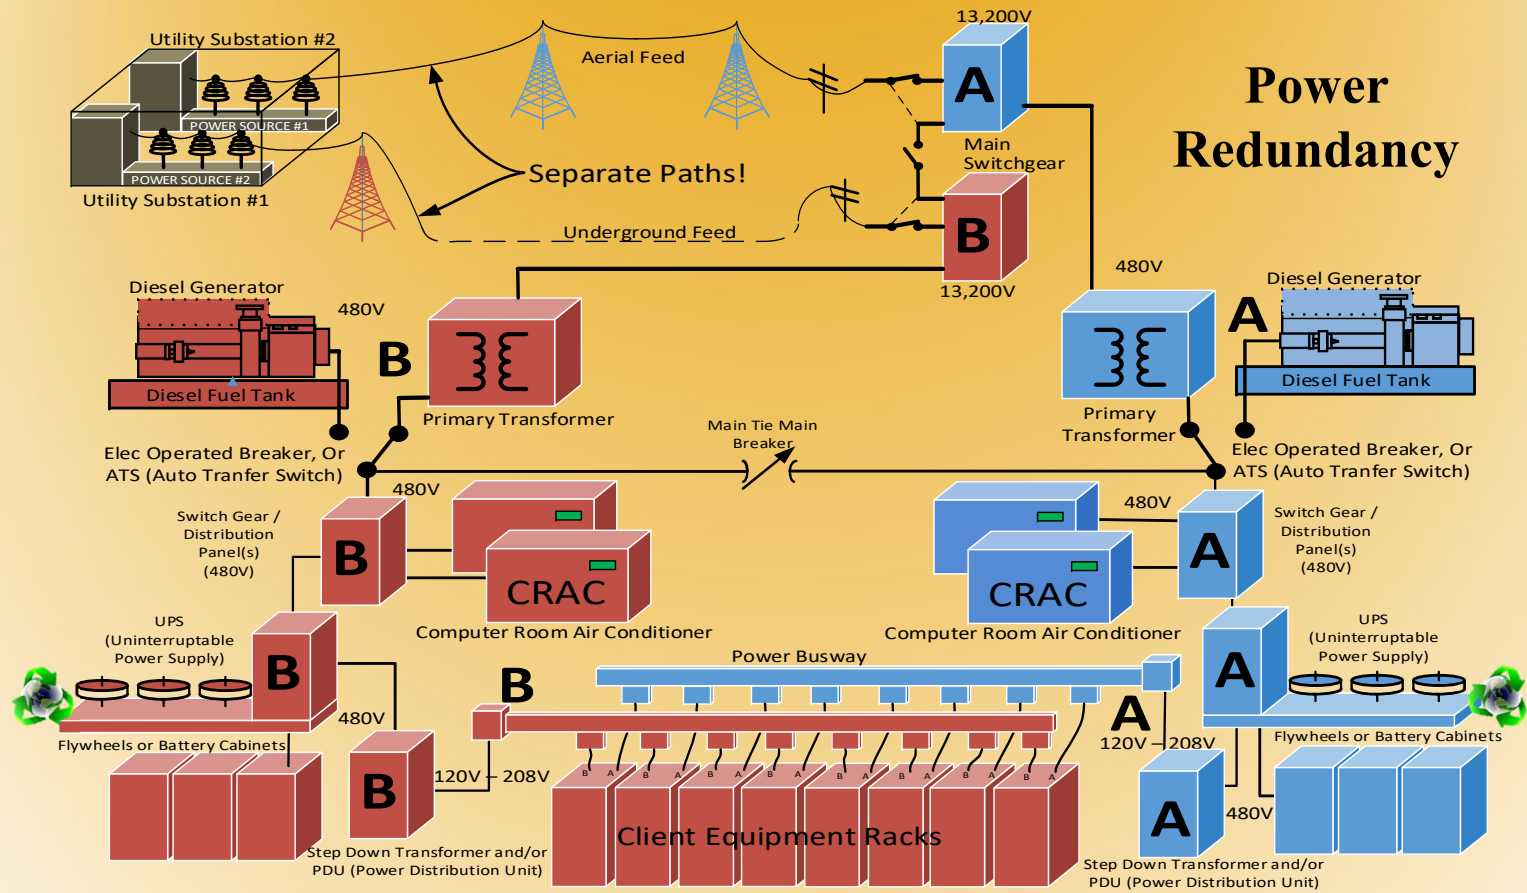 Power
Redundancy
Utility Substation #2
POWER SOURCE #1
POWER SOURCE #2
Utility Substation #1
Aerial Feed
Separate Paths!
Underground Feed
13,200V
A
Main
Switchgear
B
13,200V
Diesel Generator
480V
Diesel Fuel Tank
B
Primary Transformer
Elec Operated Breaker, Or
ATS (Auto Tranfer Switch)
480V
Primary
Transformer
A
Diesel Generator
Diesel Fuel Tank
Elec Operated Breaker, Or
ATS (Auto Tranfer Switch)
Main Tie Main
Breaker
Switch Gear /
Distribution
Panel(s)
(480V)
B
480V
CRAC
Computer Room Air Conditioner
480V
CRAC
Computer Room Air Conditioner
A
Switch Gear /
Distribution
Panel(s)
(480V)
UPS
(Uninterruptable
Power Supply)
B
Flywheels or Battery Cabinets
480V
B
120V – 208V
Step Down Transformer and/or
PDU (Power Distribution Unit)
Power Busway
B
A
B A B A B A B A B A B A B A B A
Client Equipment Racks
A
UPS
(Uninterruptable
Power Supply)
Flywheels or Battery Cabinets
120V – 208V
A
480V
Step Down Transformer and/or
PDU (Power Distribution Unit)